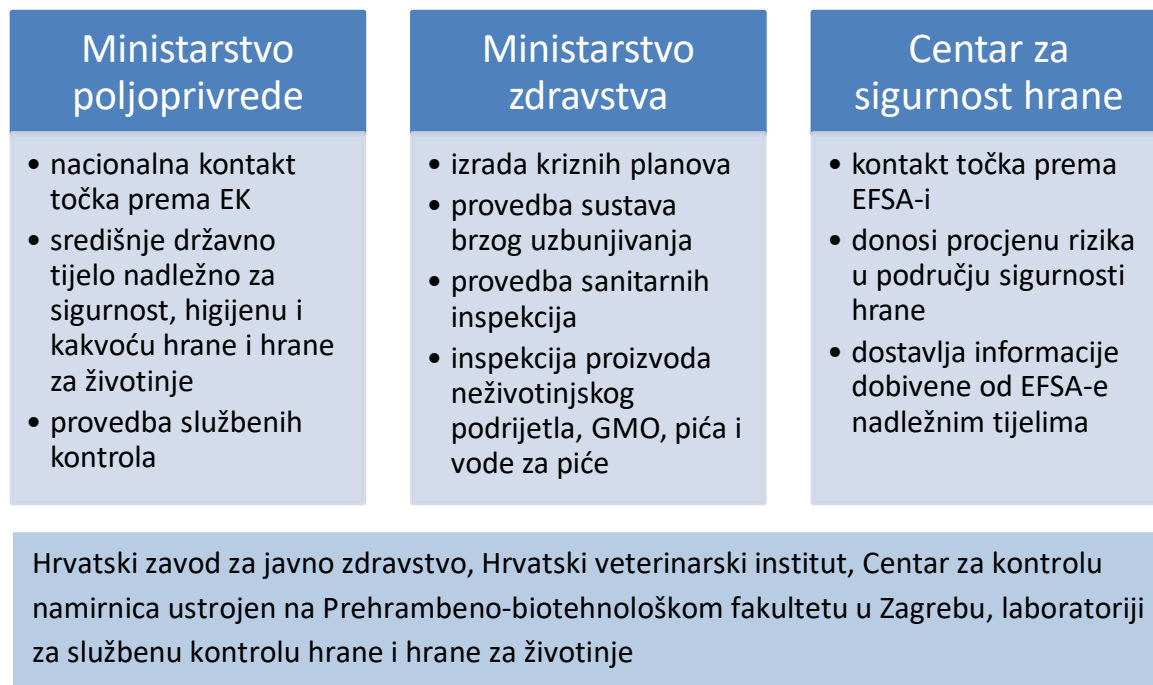 Ministarstvo
poljoprivrede
• nacionalna kontakt
točka prema EK
• središnje državno
tijelo nadležno za
sigurnost, higijenu i
kakvoću hrane i hrane
za životinje
• provedba službenih
kontrola
Ministarstvo
zdravstva
• izrada kriznih planova
• provedba sustava
brzog uzbunjivanja
• provedba sanitarnih
inspekcija
• inspekcija proizvoda
neživotinjskog
podrijetla, GMO, pića i
vode za piće
Centar za
sigurnost hrane
• kontakt točka prema
EFSA-i
• donosi procjenu rizika
u području sigurnosti
hrane
• dostavlja informacije
dobivene od EFSA-e
nadležnim tijelima
Hrvatski zavod za javno zdravstvo, Hrvatski veterinarski institut, Centar za kontrolu
namirnica ustrojen na Prehrambeno-biotehnološkom fakultetu u Zagrebu, laboratoriji
za službenu kontrolu hrane i hrane za životinje